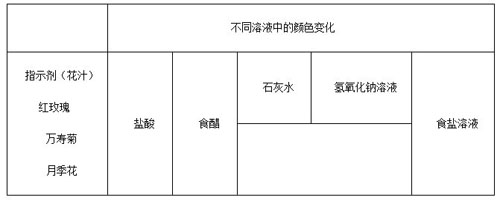 不同溶液中的颜色变化
指示剂（花汁）
红玫瑰
万寿菊
月季花
盐酸
食醋
石灰水
氢氧化钠溶液
食盐溶液